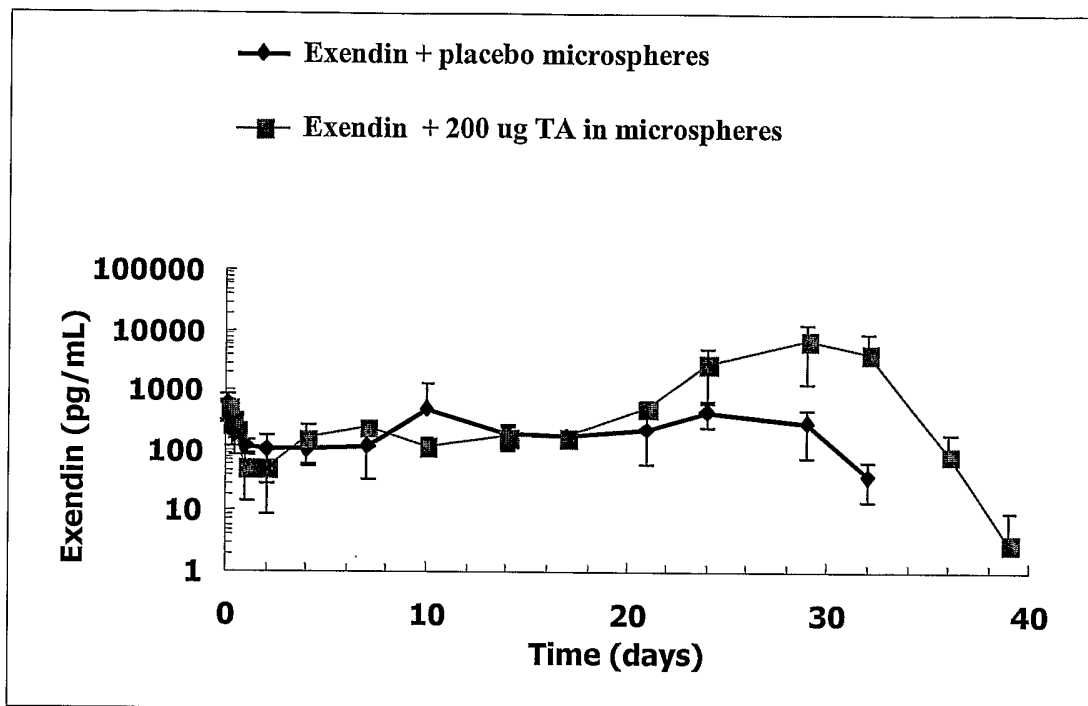 Exendin + placebo microspheres
Exendin + 200 ug TA in microspheres
100000
10000
1000
100
10
1
Exendin (pg/mL)
0 10 20 30 40
Time (days)